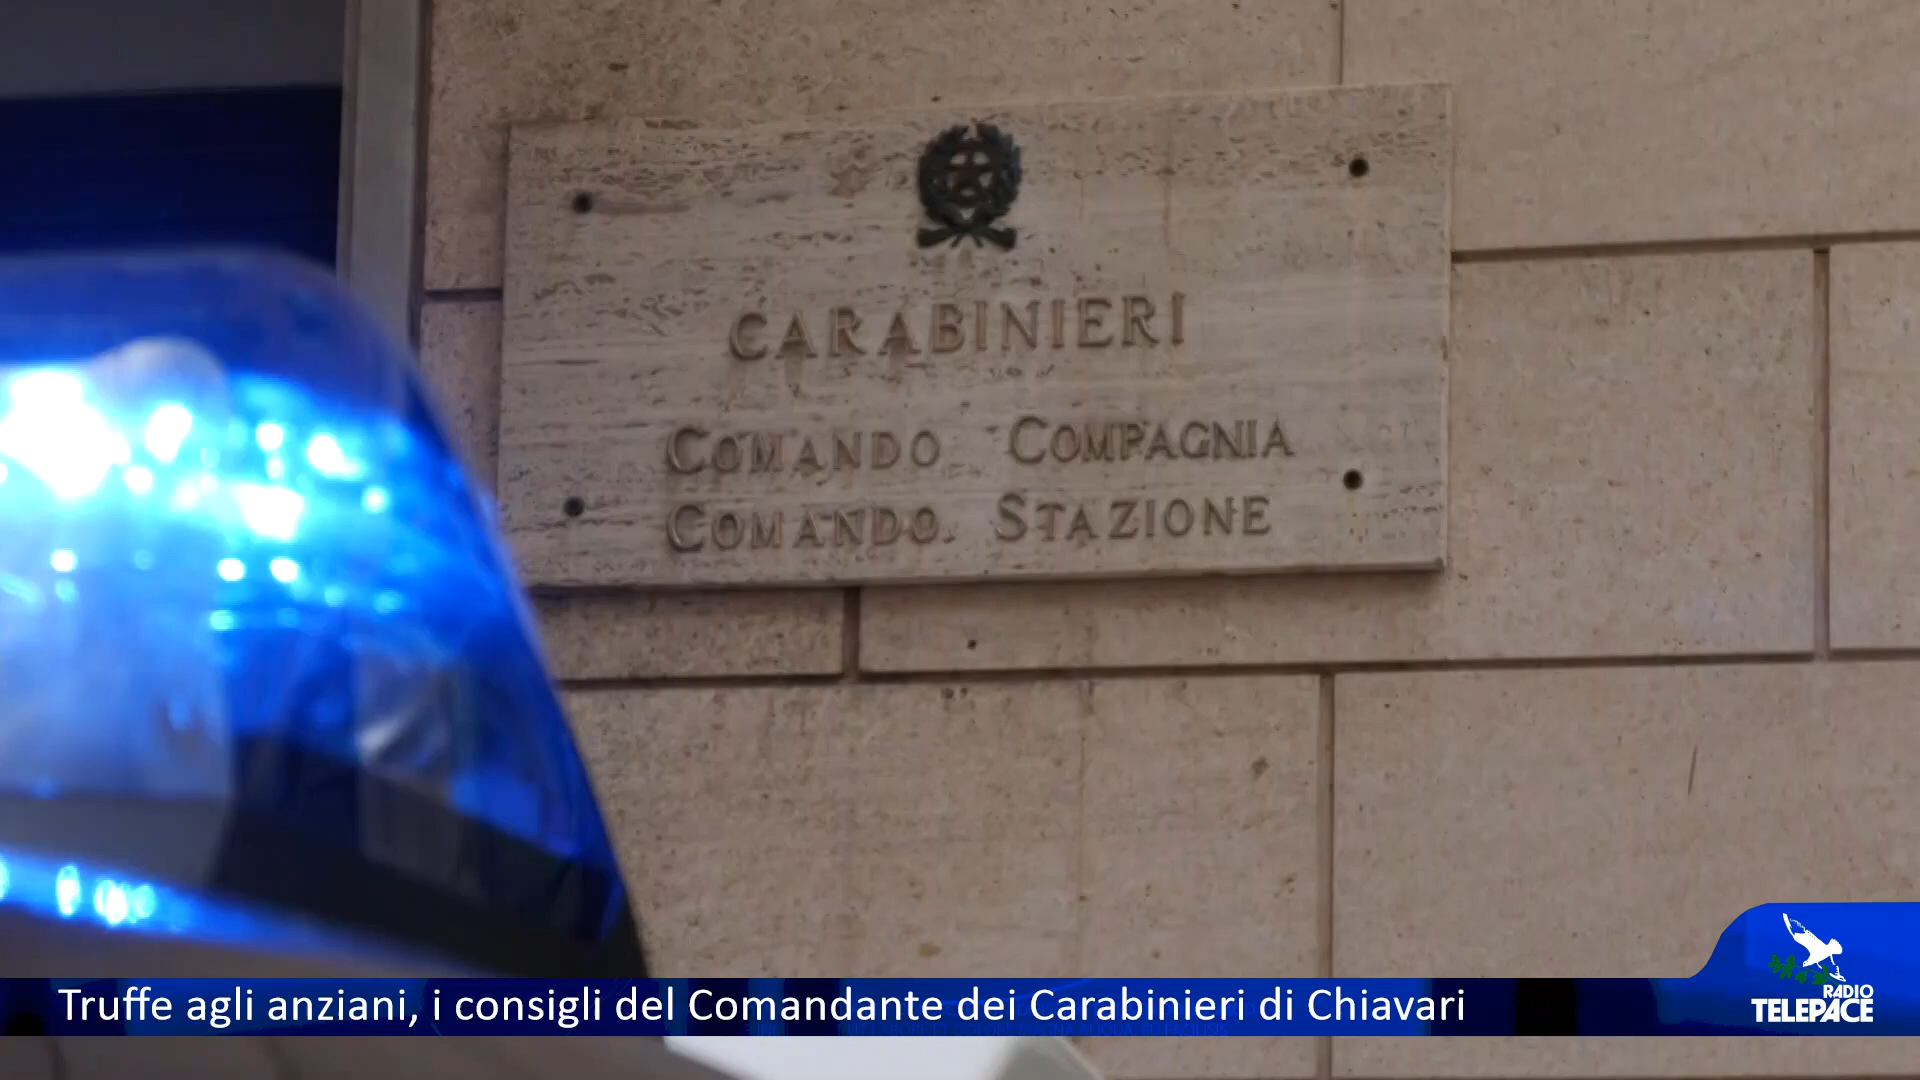 CARABINIERI
COMANDO COMPAGNIA
COMANDO STAZIONE
Truffe agli anziani, i consigli del Comandante dei Carabinieri di Chiavari
RADIO
TELEPACE